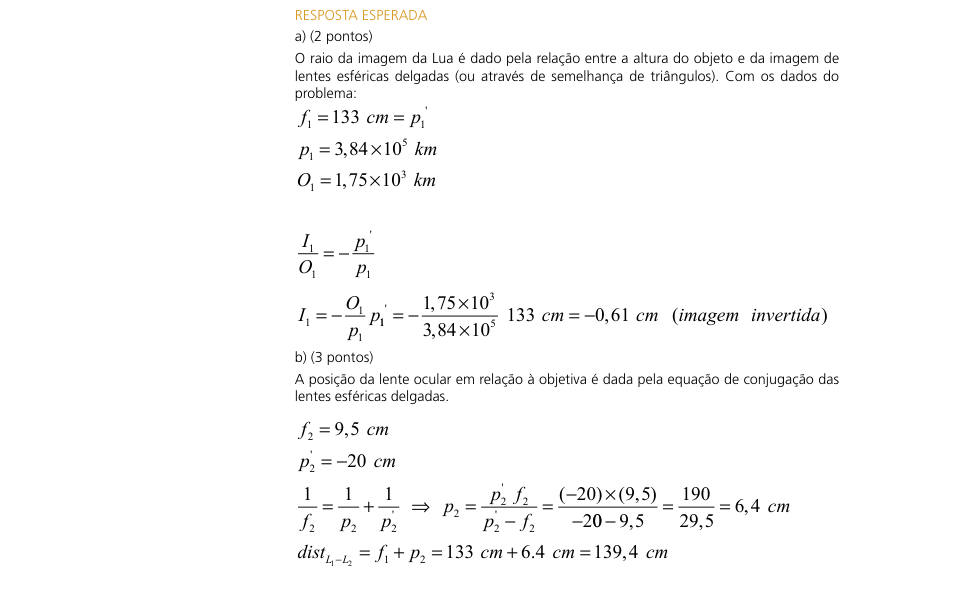 RESPOSTA ESPERADA
a) (2 pontos)
O raio da imagem da Lua é dado pela relação entre a altura do objeto e da imagem de
lentes esféricas delgadas (ou através de semelhança de triângulos). Com os dados do
problema:
f₁ = 133 cm = p₁'
p₁ = 3,84×10⁵ km
O₁ = 1,75×10³ km
I₁/O₁ = −p₁'/p₁
I₁ = −(O₁/p₁) p₁' = −(1,75×10³)/(3,84×10⁵) 133 cm = −0,61 cm (imagem invertida)
b) (3 pontos)
A posição da lente ocular em relação à objetiva é dada pela equação de conjugação das
lentes esféricas delgadas.
f₂ = 9,5 cm
p₂' = −20 cm
1/f₂ = 1/p₂ + 1/p₂' ⇒ p₂ = (p₂' f₂)/(p₂' − f₂) = ((−20)×(9,5))/(−20−9,5) = 190/29,5 = 6,4 cm
dist_{L₁−L₂} = f₁ + p₂ = 133 cm + 6.4 cm = 139,4 cm